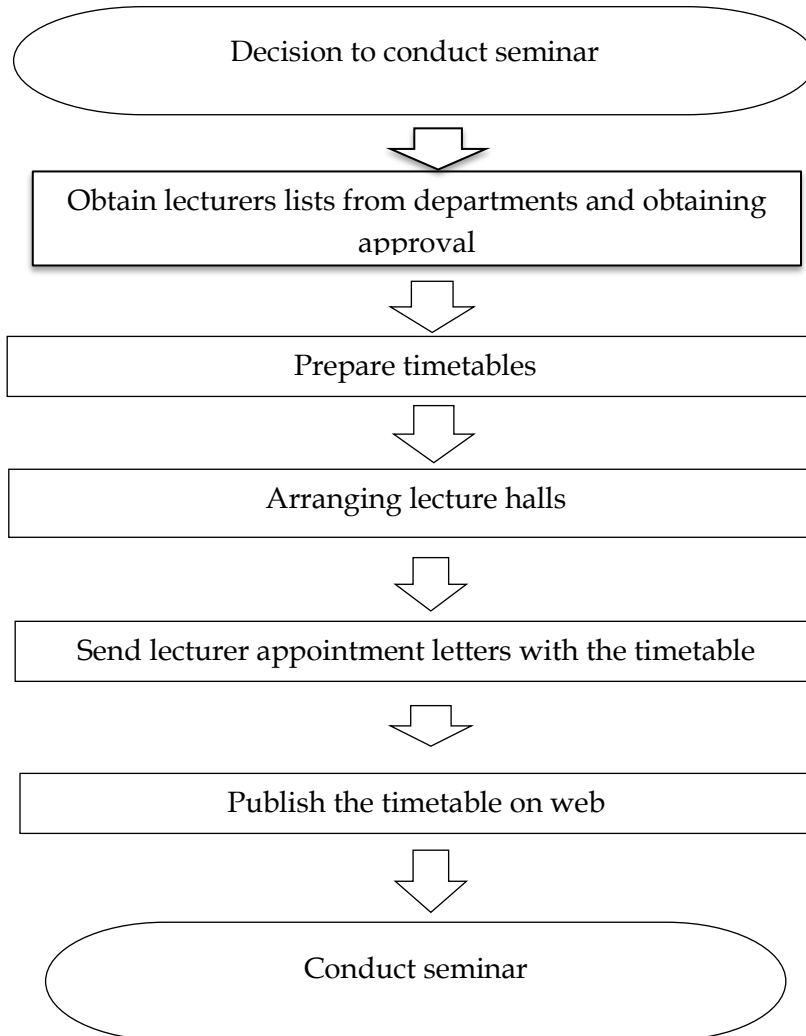 Decision to conduct seminar
Obtain lecturers lists from departments and obtaining
approval
Prepare timetables
Arranging lecture halls
Send lecturer appointment letters with the timetable
Publish the timetable on web
Conduct seminar